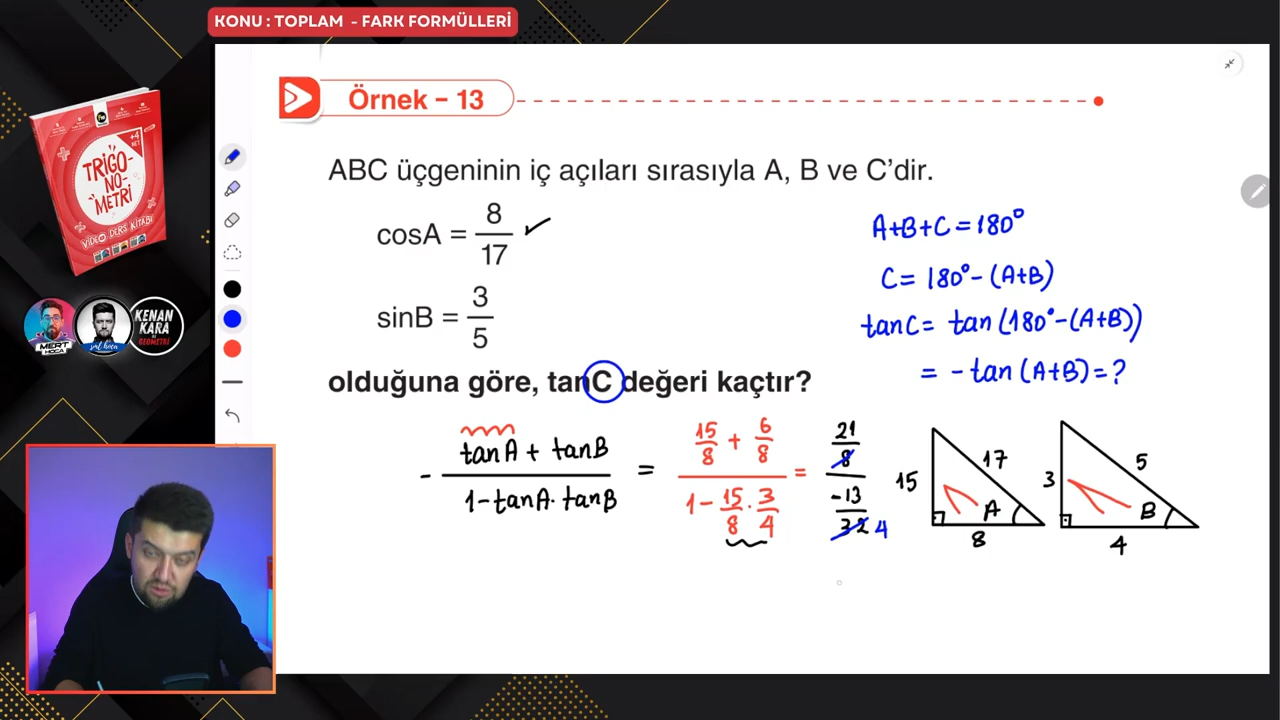 KONU : TOPLAM - FARK FORMÜLLERİ
Örnek – 13
+4 NET
TRİGO-
NO-
METRİ
VİDEO DERS KİTABI
MERT HOCA
KENAN KARA
GEOMETRİ
ABC üçgeninin iç açıları sırasıyla A, B ve C'dir.
cosA = 8/17 ✓
sinB = 3/5
olduğuna göre, tanC değeri kaçtır?
A+B+C = 180°
C = 180° - (A+B)
tanC = tan(180° - (A+B))
= - tan (A+B) = ?
- (tanA + tanB)/(1 - tanA · tanB) = (15/8 + 6/8)/(1 - 15/8 · 3/4) = (21/8)/(-13/32) 4
15 17 A 8
3 5 B 4